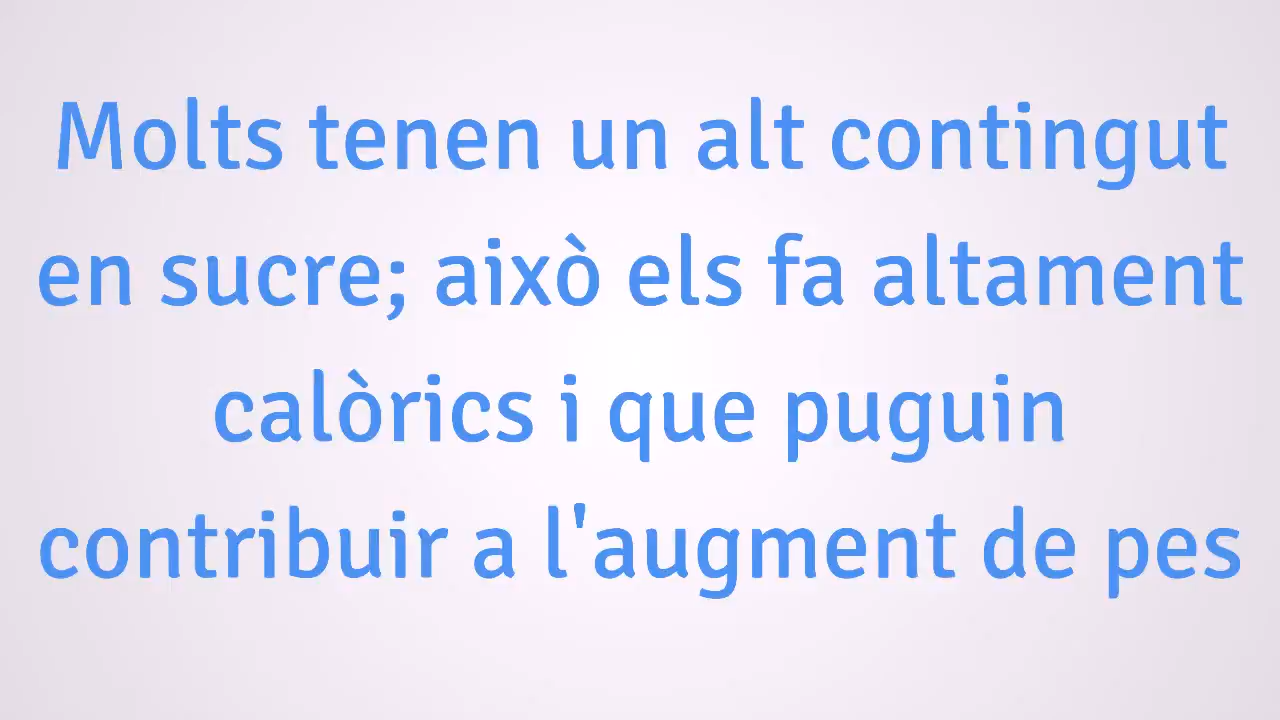 Molts tenen un alt contingut
en sucre; això els fa altament
calòrics i que puguin
contribuir a l'augment de pes